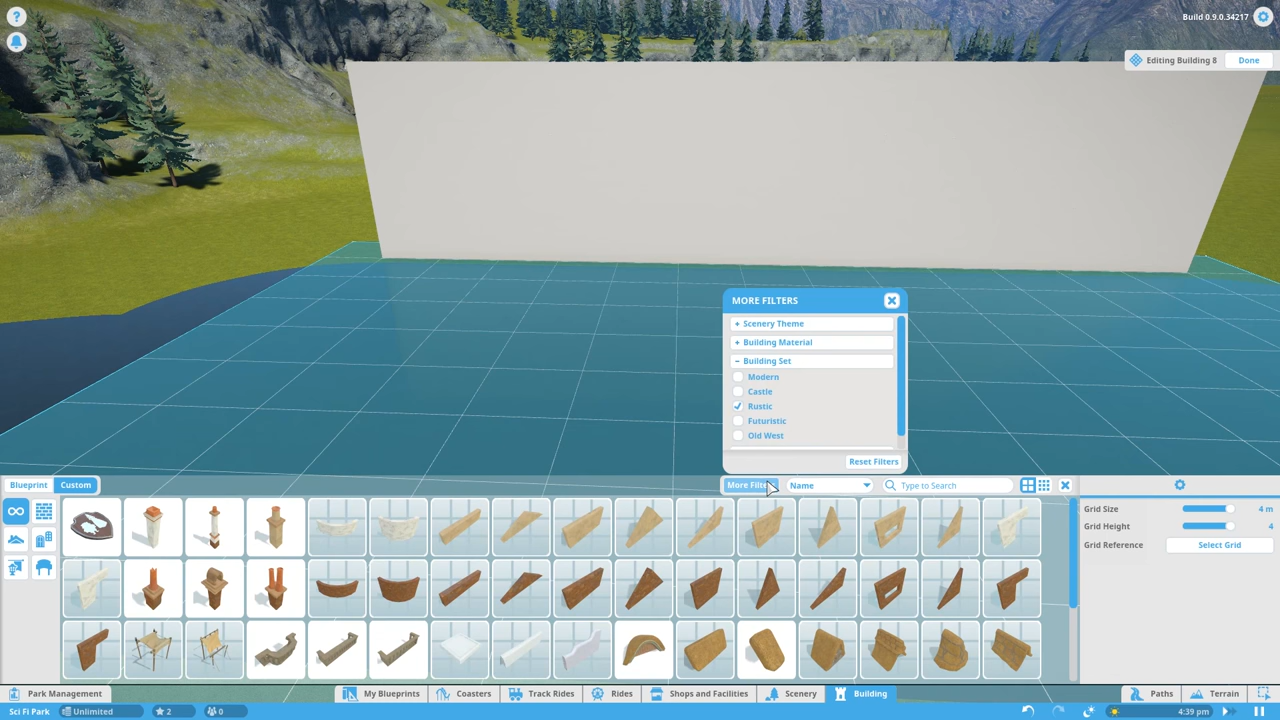 ?
Build 0.9.0.34217
Editing Building 8
Done
MORE FILTERS
+ Scenery Theme
+ Building Material
− Building Set
Modern
Castle
Rustic
Futuristic
Old West
Reset Filters
Blueprint
Custom
More Filte
Name
Type to Search
Grid Size
4 m
Grid Height
4
Grid Reference
Select Grid
Park Management
My Blueprints
Coasters
Track Rides
Rides
Shops and Facilities
Scenery
Building
Paths
Terrain
Sci Fi Park
Unlimited
2
0
4:39 pm